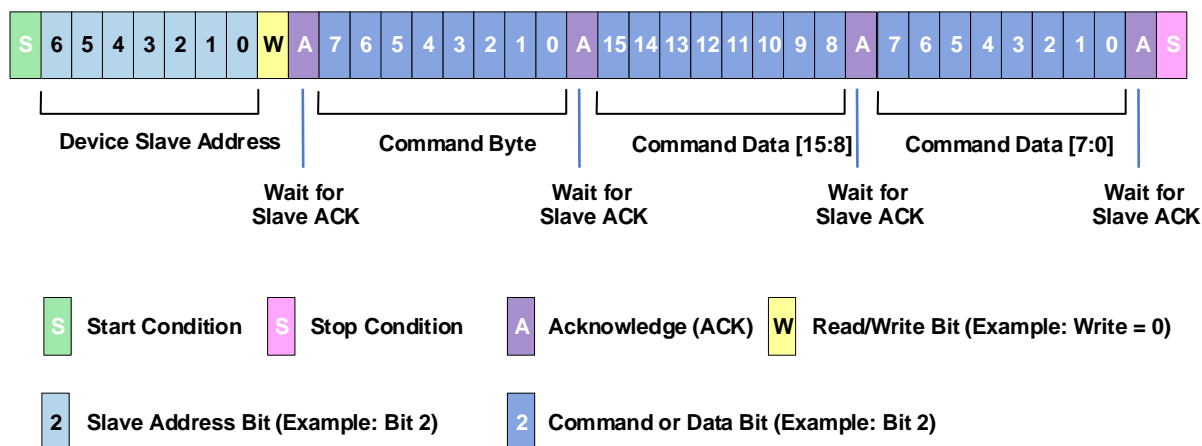 S 6 5 4 3 2 1 0 W A 7 6 5 4 3 2 1 0 A 15 14 13 12 11 10 9 8 A 7 6 5 4 3 2 1 0 A S
Device Slave Address Command Byte Command Data [15:8] Command Data [7:0]
Wait for Wait for Wait for Wait for
Slave ACK Slave ACK Slave ACK Slave ACK
S Start Condition S Stop Condition A Acknowledge (ACK) W Read/Write Bit (Example: Write = 0)
2 Slave Address Bit (Example: Bit 2) 2 Command or Data Bit (Example: Bit 2)